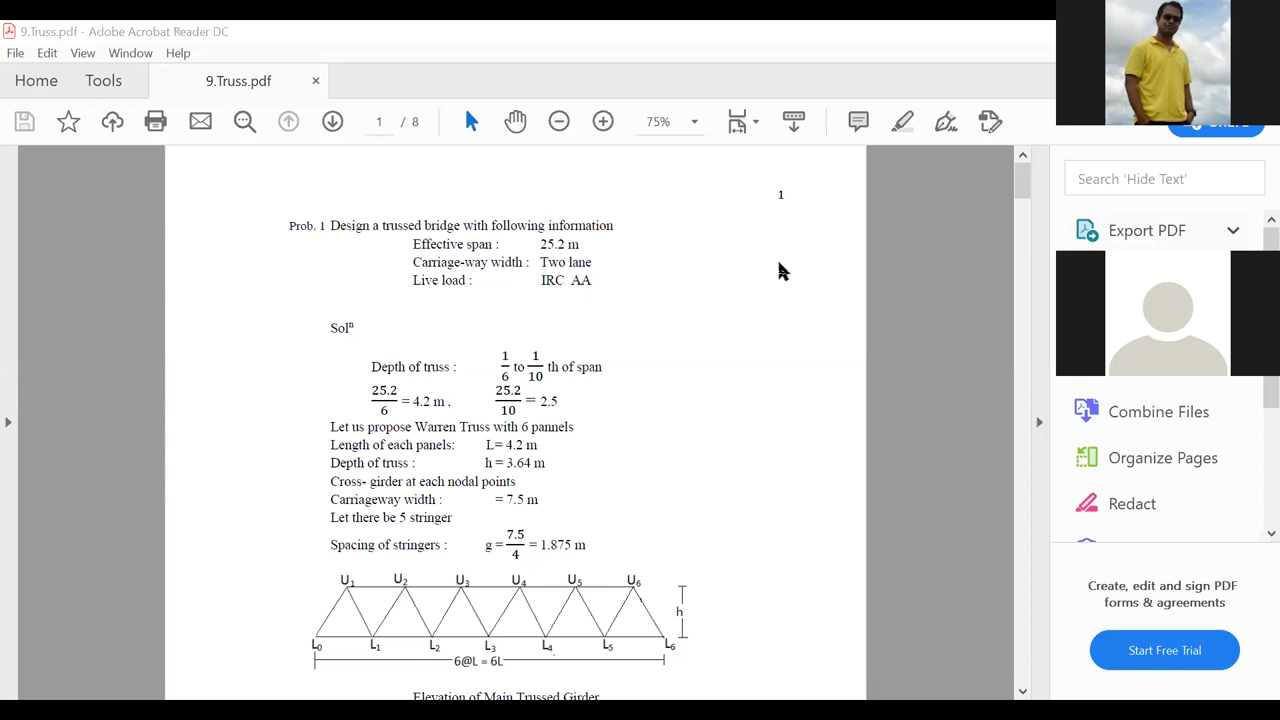 9.Truss.pdf - Adobe Acrobat Reader DC
File Edit View Window Help
Home Tools 9.Truss.pdf ×
1 / 8 75%
Search 'Hide Text'
Export PDF
Combine Files
Organize Pages
Redact
Create, edit and sign PDF
forms & agreements
Start Free Trial
1
Prob. 1 Design a trussed bridge with following information
Effective span : 25.2 m
Carriage-way width : Two lane
Live load : IRC AA
Solⁿ
Depth of truss : 1/6 to 1/10 th of span
25.2/6 = 4.2 m , 25.2/10 = 2.5
Let us propose Warren Truss with 6 pannels
Length of each panels: L= 4.2 m
Depth of truss : h = 3.64 m
Cross- girder at each nodal points
Carriageway width : = 7.5 m
Let there be 5 stringer
Spacing of stringers : g = 7.5/4 = 1.875 m
U1 U2 U3 U4 U5 U6
h
L0 L1 L2 L3 L4 L5 L6
6@L = 6L
Elevation of Main Trussed Girder